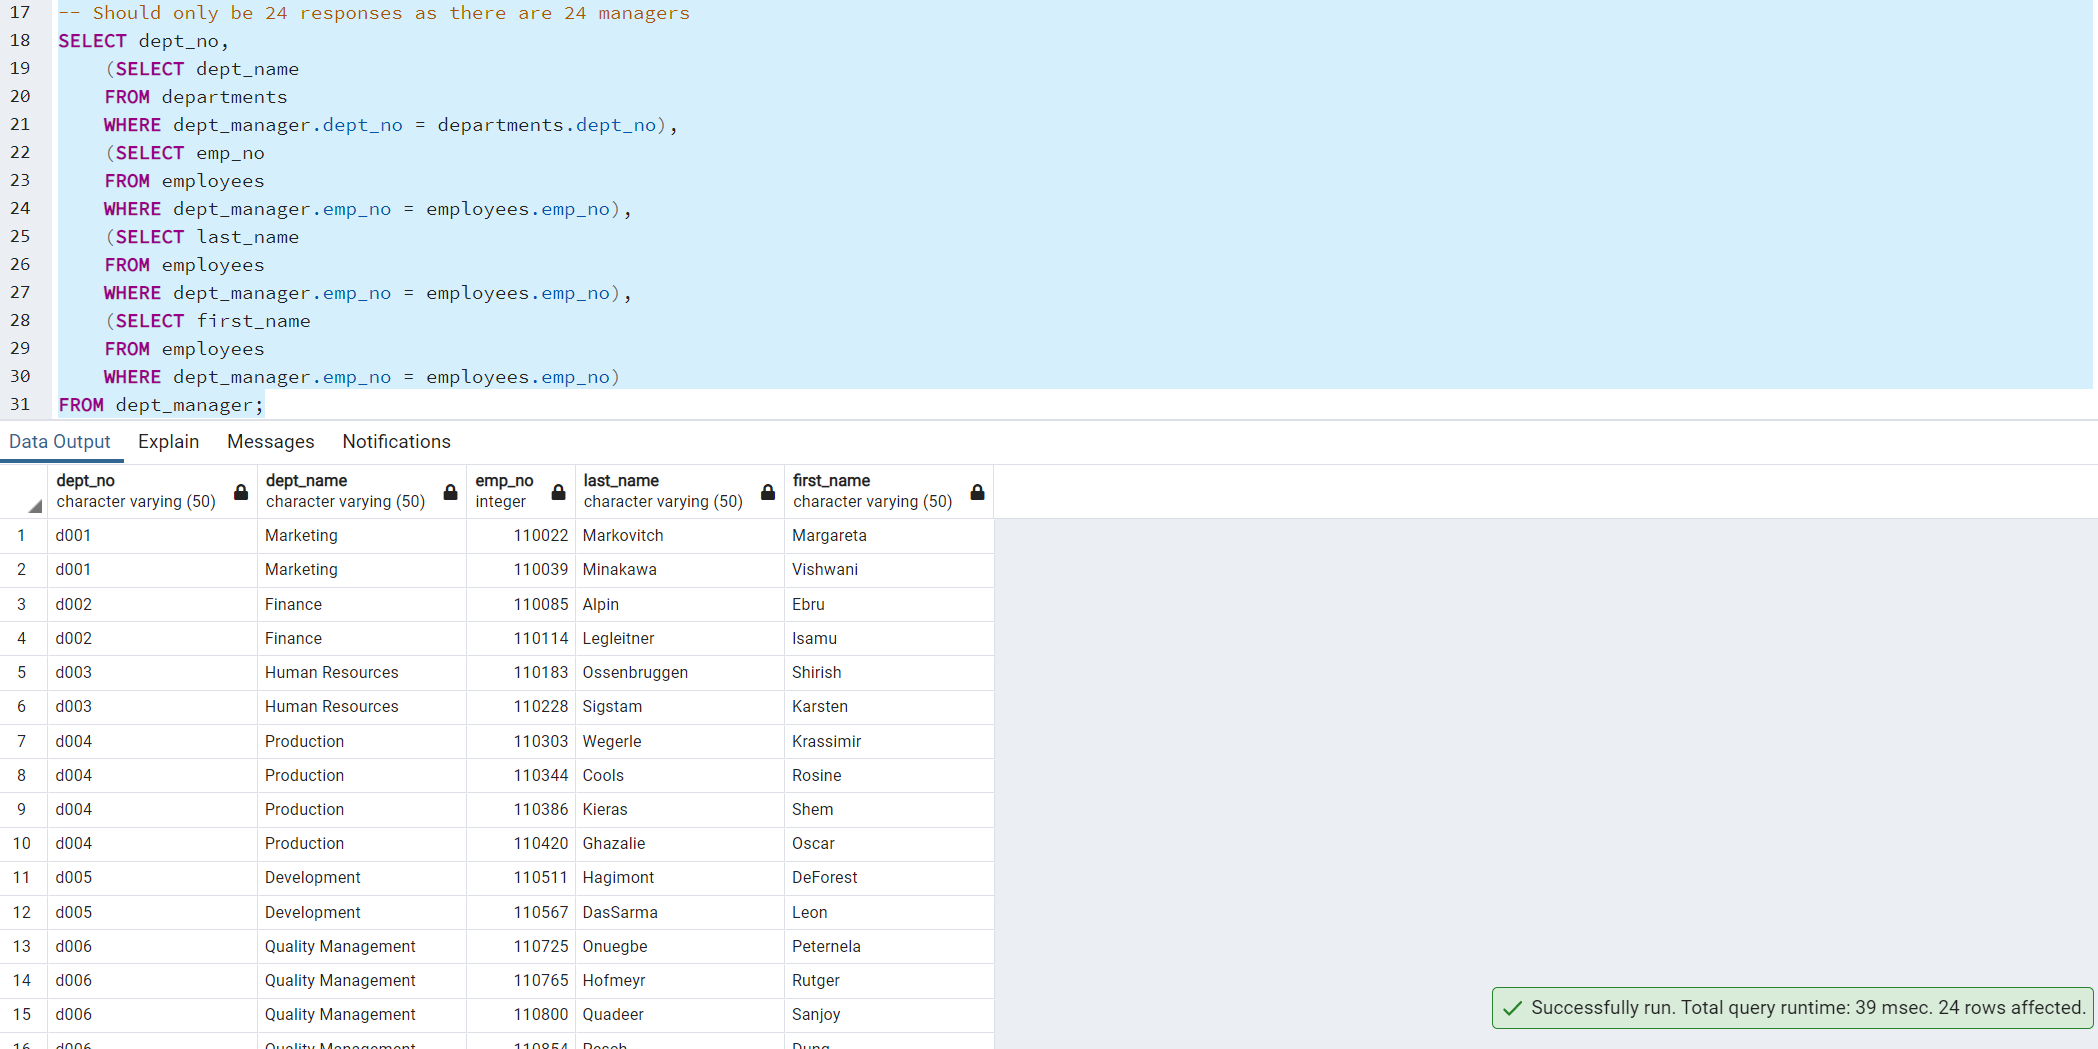 17 -- Should only be 24 responses as there are 24 managers
18 SELECT dept_no,
19 (SELECT dept_name
20 FROM departments
21 WHERE dept_manager.dept_no = departments.dept_no),
22 (SELECT emp_no
23 FROM employees
24 WHERE dept_manager.emp_no = employees.emp_no),
25 (SELECT last_name
26 FROM employees
27 WHERE dept_manager.emp_no = employees.emp_no),
28 (SELECT first_name
29 FROM employees
30 WHERE dept_manager.emp_no = employees.emp_no)
31 FROM dept_manager;
Data Output Explain Messages Notifications
dept_no dept_name emp_no last_name first_name
character varying (50) character varying (50) integer character varying (50) character varying (50)
1 d001 Marketing 110022 Markovitch Margareta
2 d001 Marketing 110039 Minakawa Vishwani
3 d002 Finance 110085 Alpin Ebru
4 d002 Finance 110114 Legleitner Isamu
5 d003 Human Resources 110183 Ossenbruggen Shirish
6 d003 Human Resources 110228 Sigstam Karsten
7 d004 Production 110303 Wegerle Krassimir
8 d004 Production 110344 Cools Rosine
9 d004 Production 110386 Kieras Shem
10 d004 Production 110420 Ghazalie Oscar
11 d005 Development 110511 Hagimont DeForest
12 d005 Development 110567 DasSarma Leon
13 d006 Quality Management 110725 Onuegbe Peternela
14 d006 Quality Management 110765 Hofmeyr Rutger
15 d006 Quality Management 110800 Quadeer Sanjoy
Successfully run. Total query runtime: 39 msec. 24 rows affected.
16 d006 Quality Management 110854 Pesch Dung